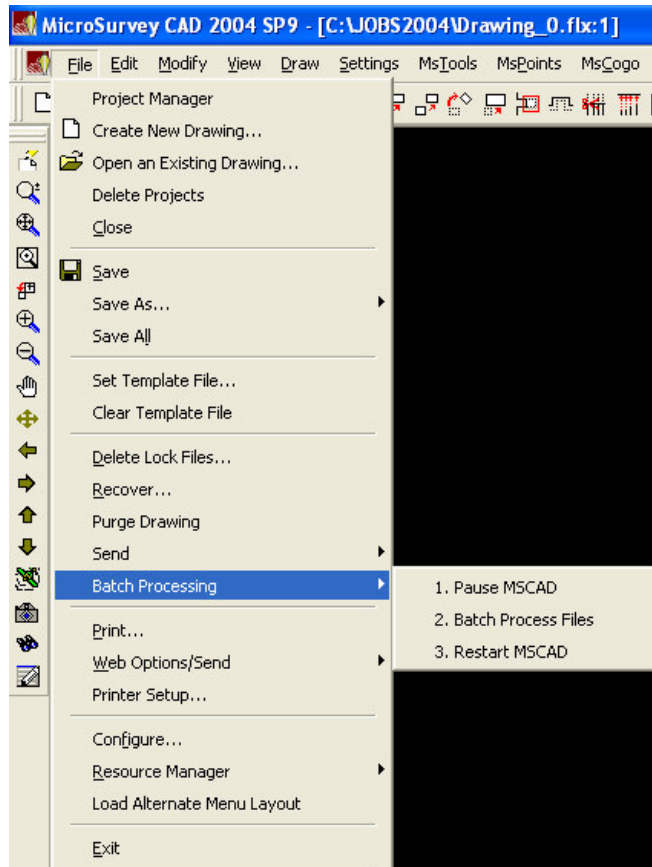 MicroSurvey CAD 2004 SP9 - [C:\JOBS2004\Drawing_0.flx:1]
File Edit Modify View Draw Settings MsTools MsPoints MsCogo
Project Manager
Create New Drawing...
Open an Existing Drawing...
Delete Projects
Close
Save
Save As...
Save All
Set Template File...
Clear Template File
Delete Lock Files...
Recover...
Purge Drawing
Send
Batch Processing
1. Pause MSCAD
2. Batch Process Files
3. Restart MSCAD
Print...
Web Options/Send
Printer Setup...
Configure...
Resource Manager
Load Alternate Menu Layout
Exit